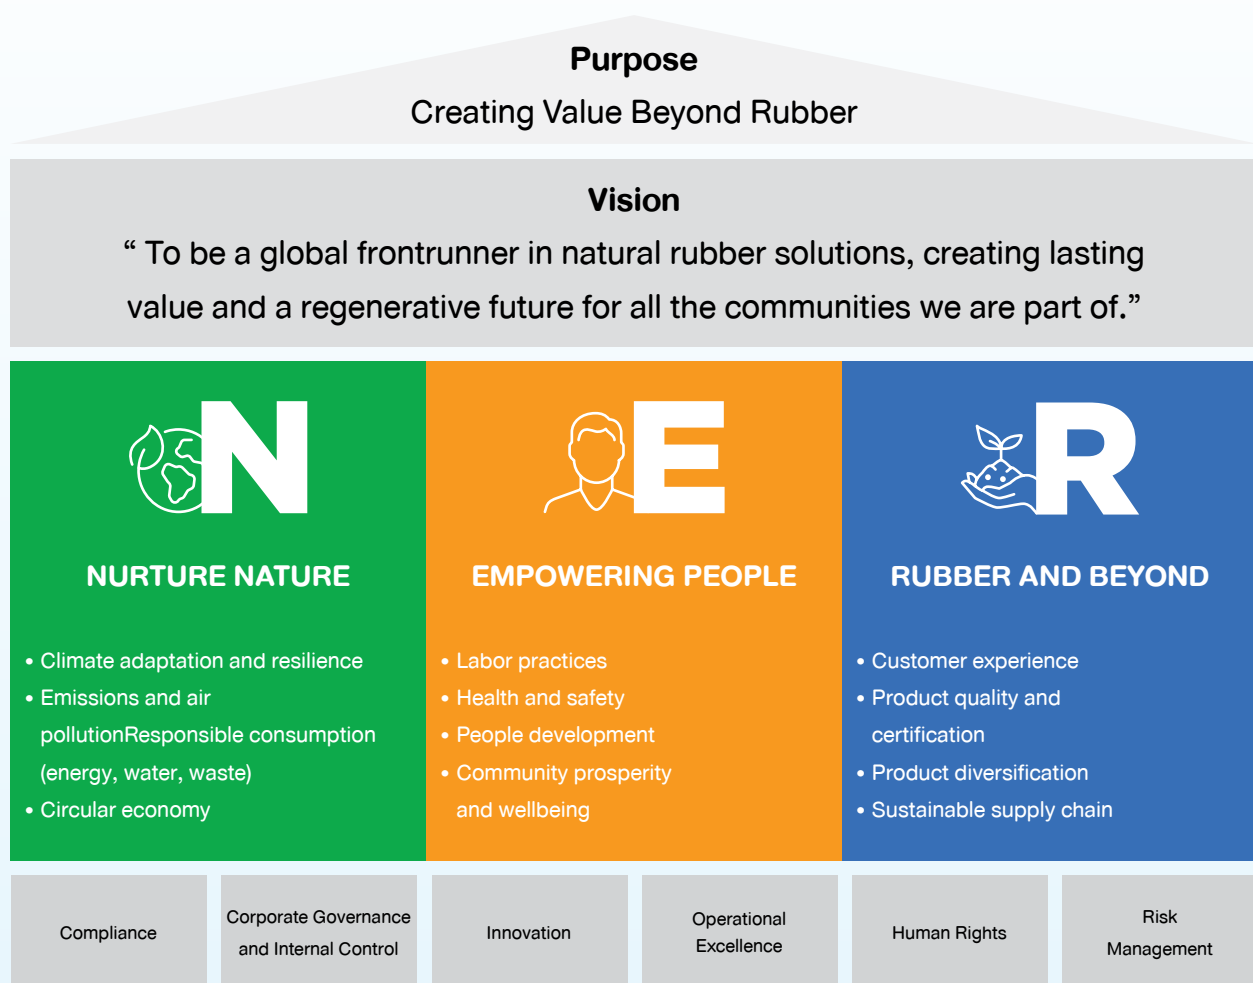 Purpose
Creating Value Beyond Rubber
Vision
“ To be a global frontrunner in natural rubber solutions, creating lasting
value and a regenerative future for all the communities we are part of.”
N
NURTURE NATURE
• Climate adaptation and resilience
• Emissions and air
pollutionResponsible consumption
(energy, water, waste)
• Circular economy
E
EMPOWERING PEOPLE
• Labor practices
• Health and safety
• People development
• Community prosperity
and wellbeing
R
RUBBER AND BEYOND
• Customer experience
• Product quality and
certification
• Product diversification
• Sustainable supply chain
Compliance
Corporate Governance
and Internal Control
Innovation
Operational
Excellence
Human Rights
Risk
Management